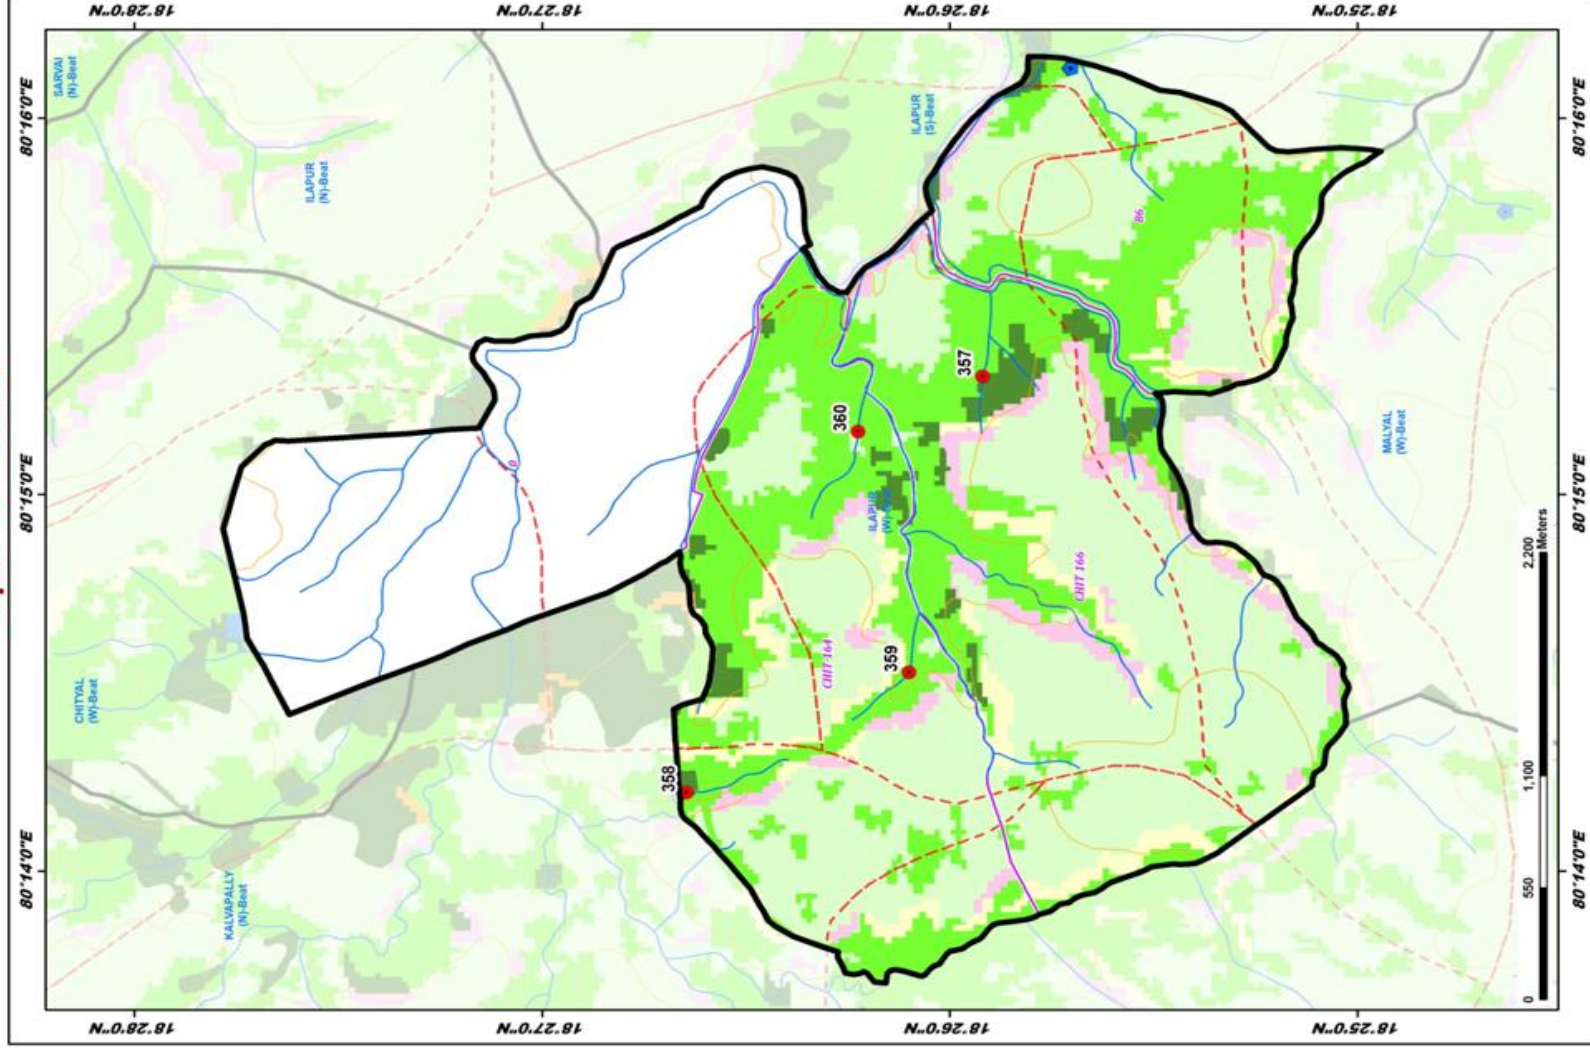 18°28'0"N
18°27'0"N
18°26'0"N
18°25'0"N
80°16'0"E
80°16'0"E
SARVAI
(N)-Beat
ILAPUR
(N)-Beat
ILAPUR
(S)-Beat
86
357
360
80°15'0"E
80°15'0"E
0
MALYAL
(W)-Beat
ILAPUR
CHIT 166
CHITYAL
(W)-Beat
CHIT 164
359
358
KALVAPALLY
(N)-Beat
80°14'0"E
80°14'0"E
0
550
1,100
2,200
Meters
18°28'0"N
18°27'0"N
18°26'0"N
18°25'0"N